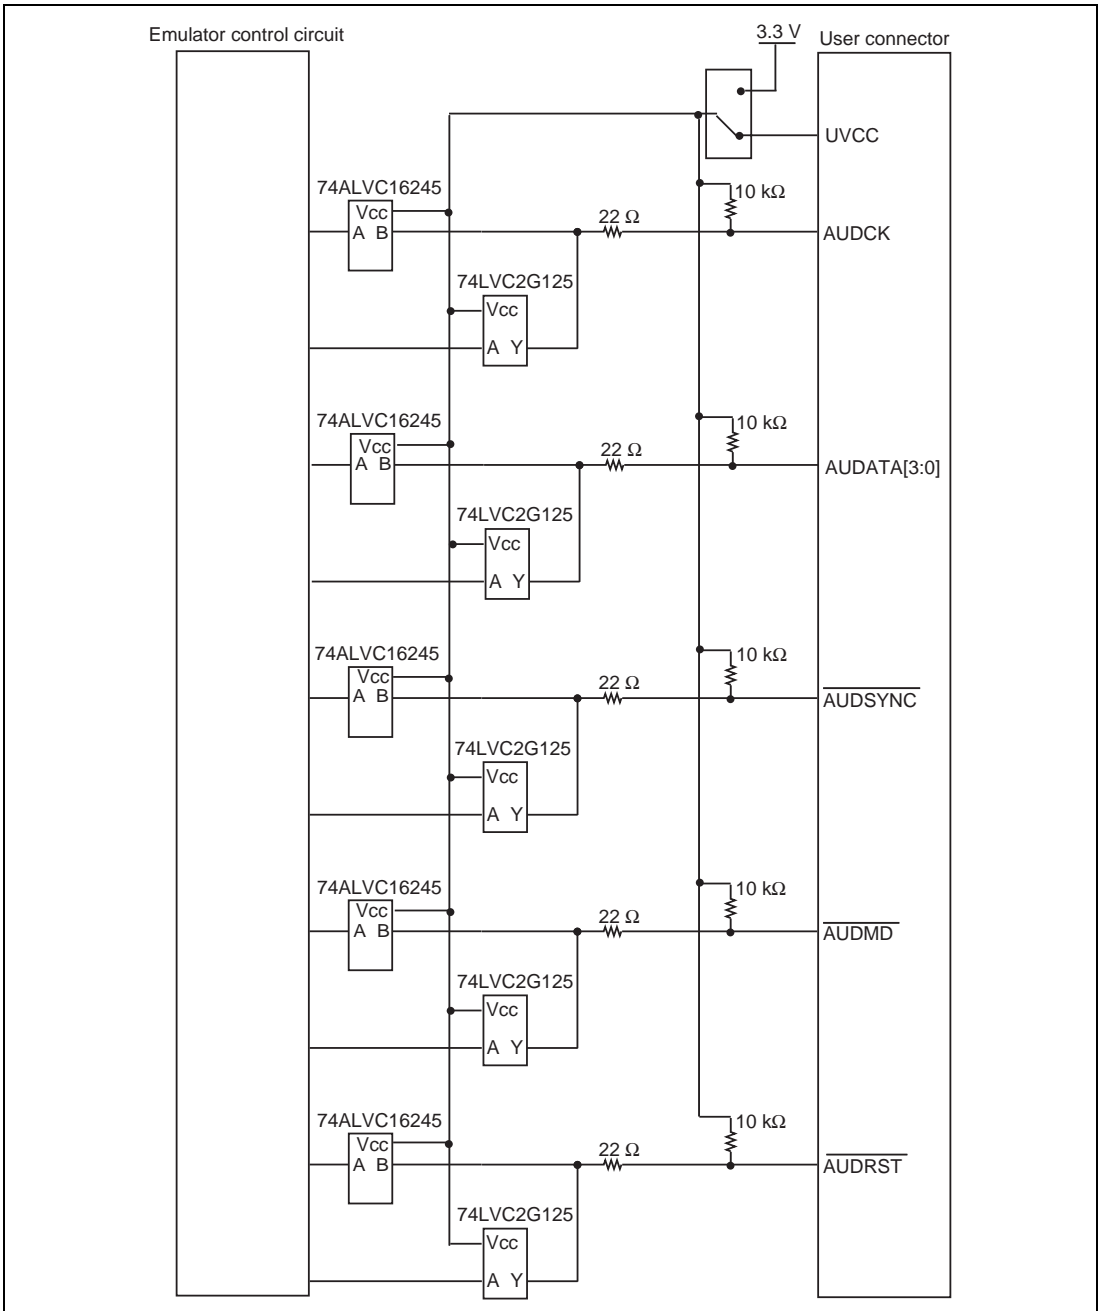 Emulator control circuit
3.3 V
User connector
UVCC
74ALVC16245
Vcc
A B
22 Ω
10 kΩ
AUDCK
74LVC2G125
Vcc
A Y
74ALVC16245
Vcc
A B
22 Ω
10 kΩ
AUDATA[3:0]
74LVC2G125
Vcc
A Y
74ALVC16245
Vcc
A B
22 Ω
10 kΩ
AUDSYNC
74LVC2G125
Vcc
A Y
74ALVC16245
Vcc
A B
22 Ω
10 kΩ
AUDMD
74LVC2G125
Vcc
A Y
74ALVC16245
Vcc
A B
22 Ω
10 kΩ
AUDRST
74LVC2G125
Vcc
A Y